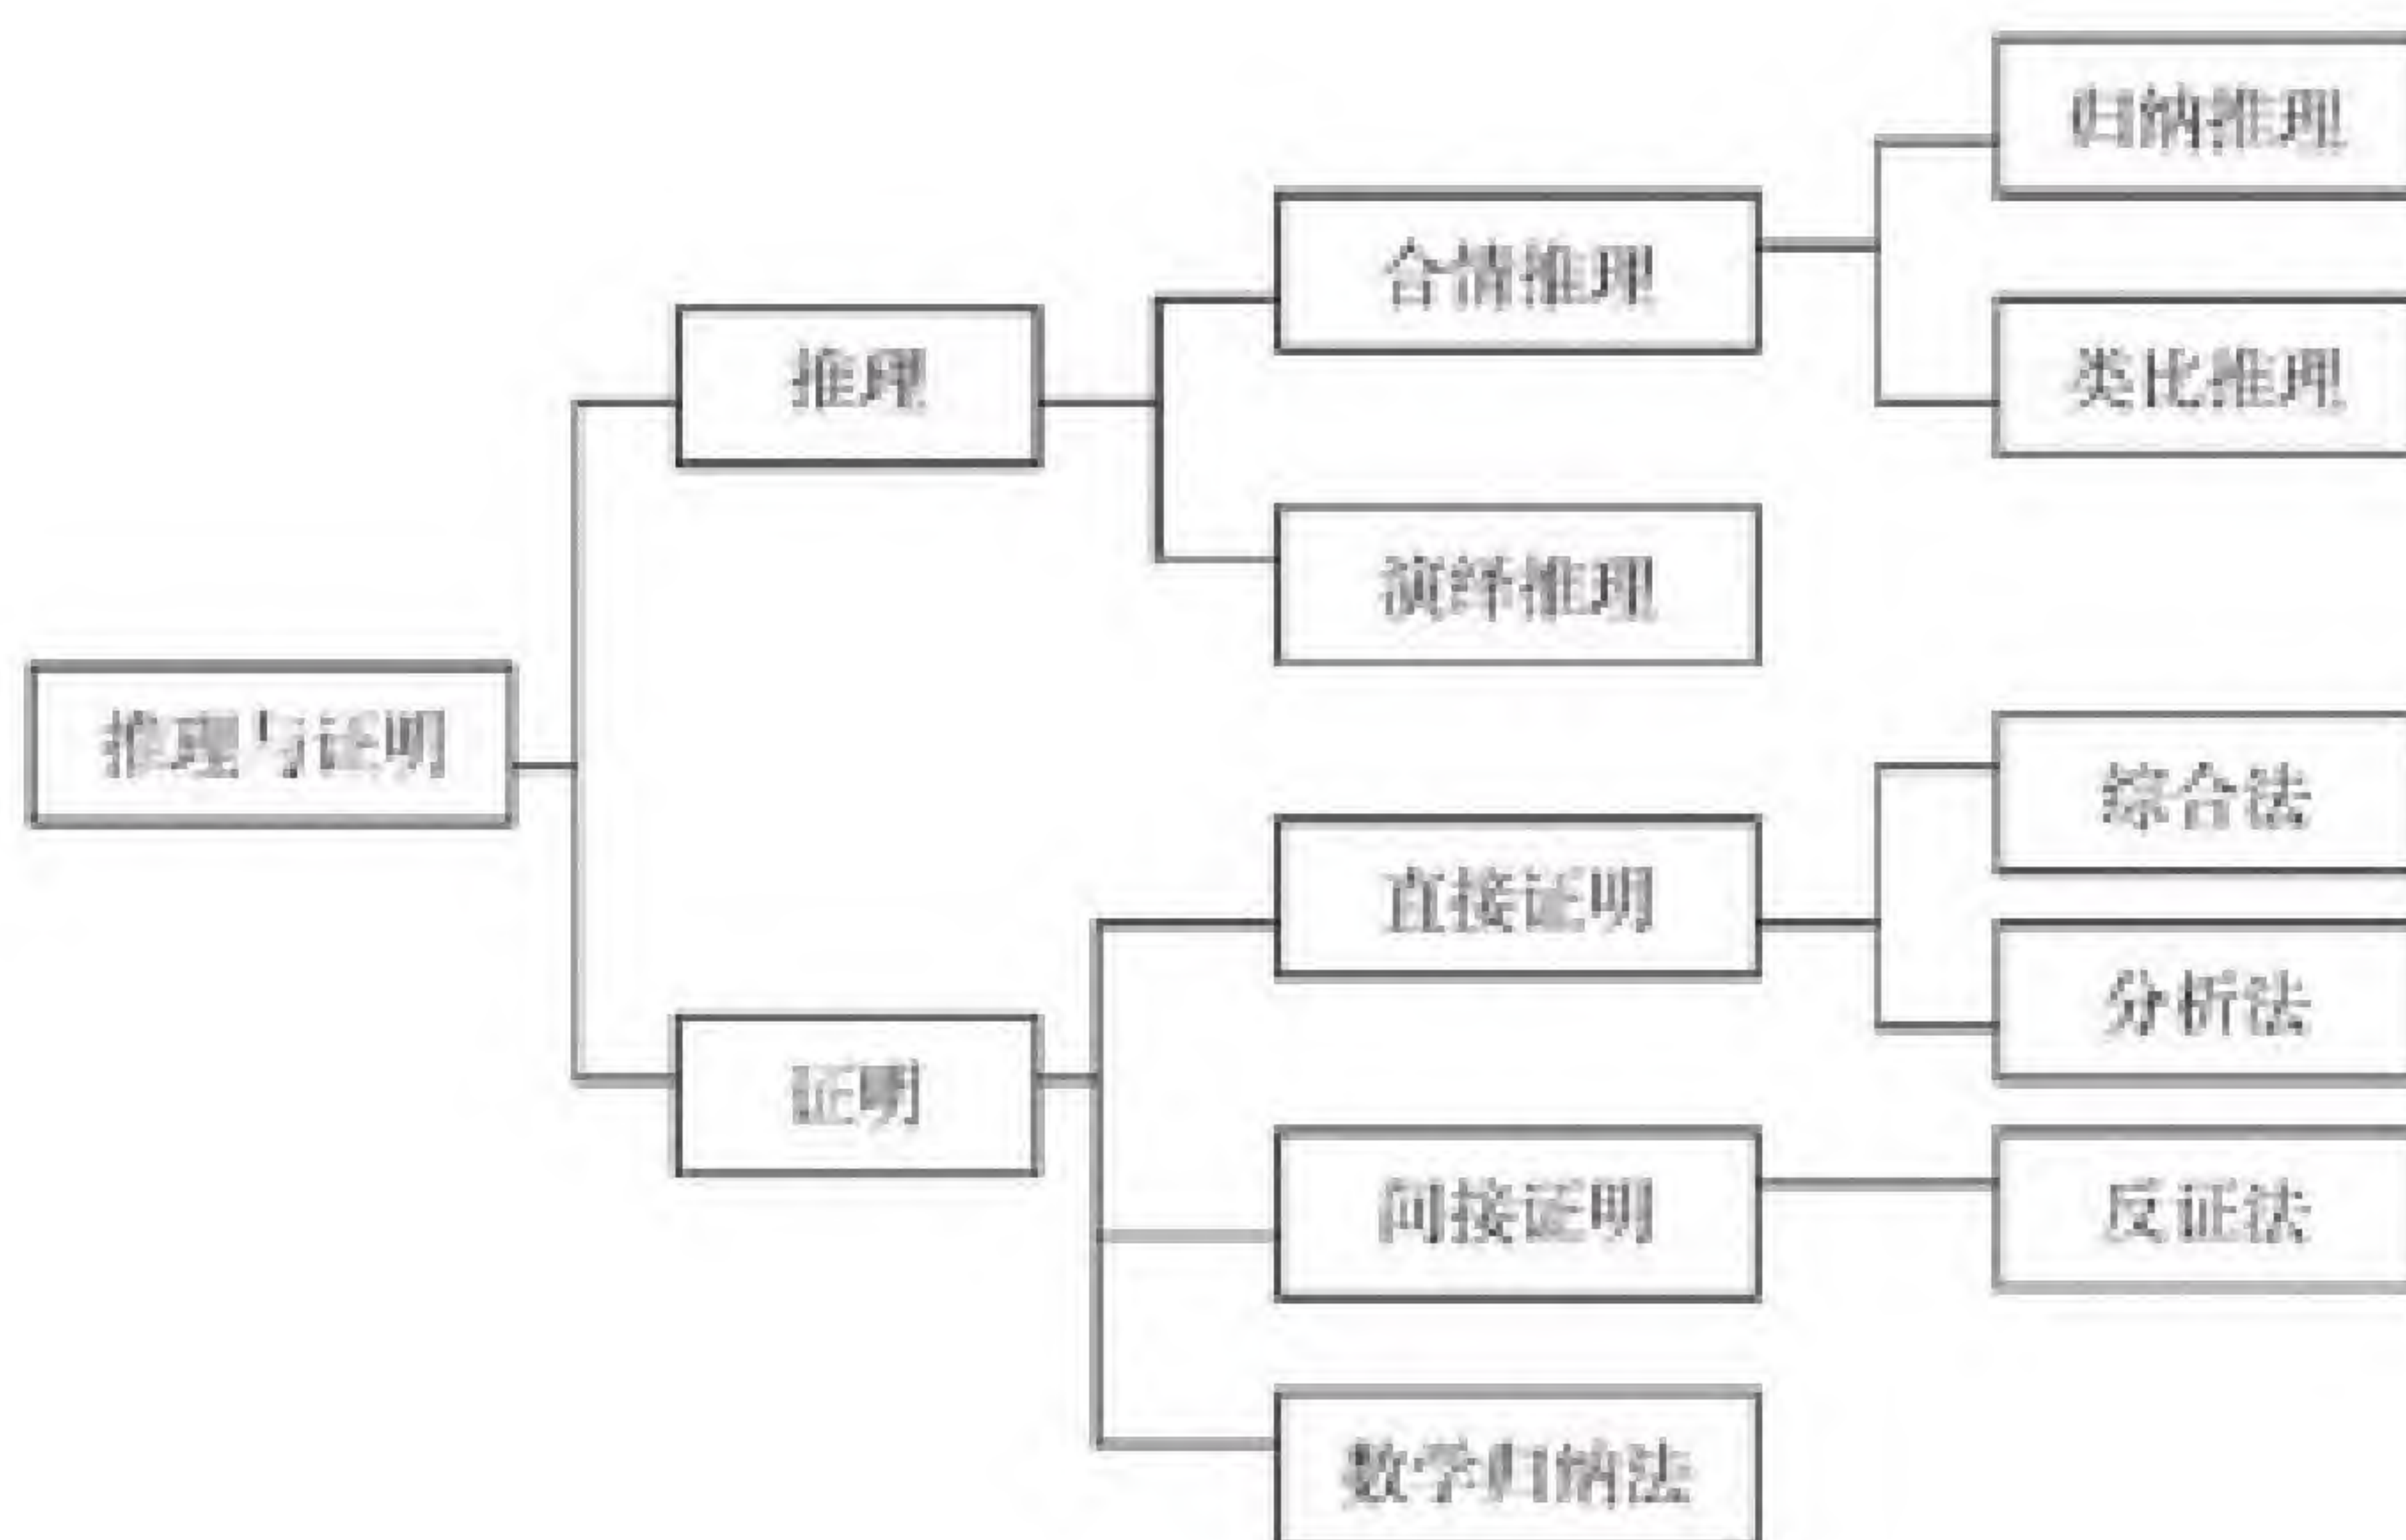 推理与证明
推理
合情推理
归纳推理
类比推理
演绎推理
证明
直接证明
综合法
分析法
间接证明
反证法
数学归纳法